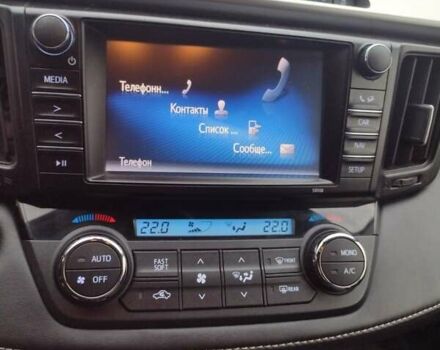 MEDIA
>
<
CAR
NAV
SETUP
Телефонн...
Контакты
Список ...
Сообще...
Телефон
22.0
22.0
AUTO
OFF
FAST
SOFT
FRONT
REAR
MONO
A/C